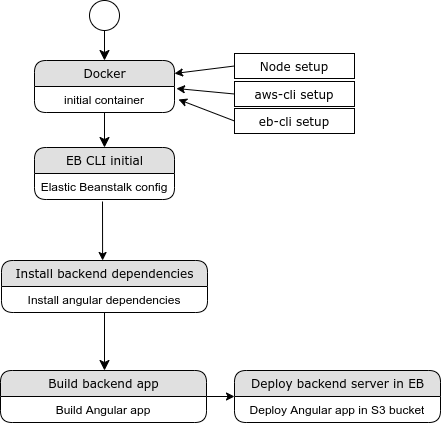 Docker
initial container
Node setup
aws-cli setup
eb-cli setup
EB CLI initial
Elastic Beanstalk config
Install backend dependencies
Install angular dependencies
Build backend app
Build Angular app
Deploy backend server in EB
Deploy Angular app in S3 bucket